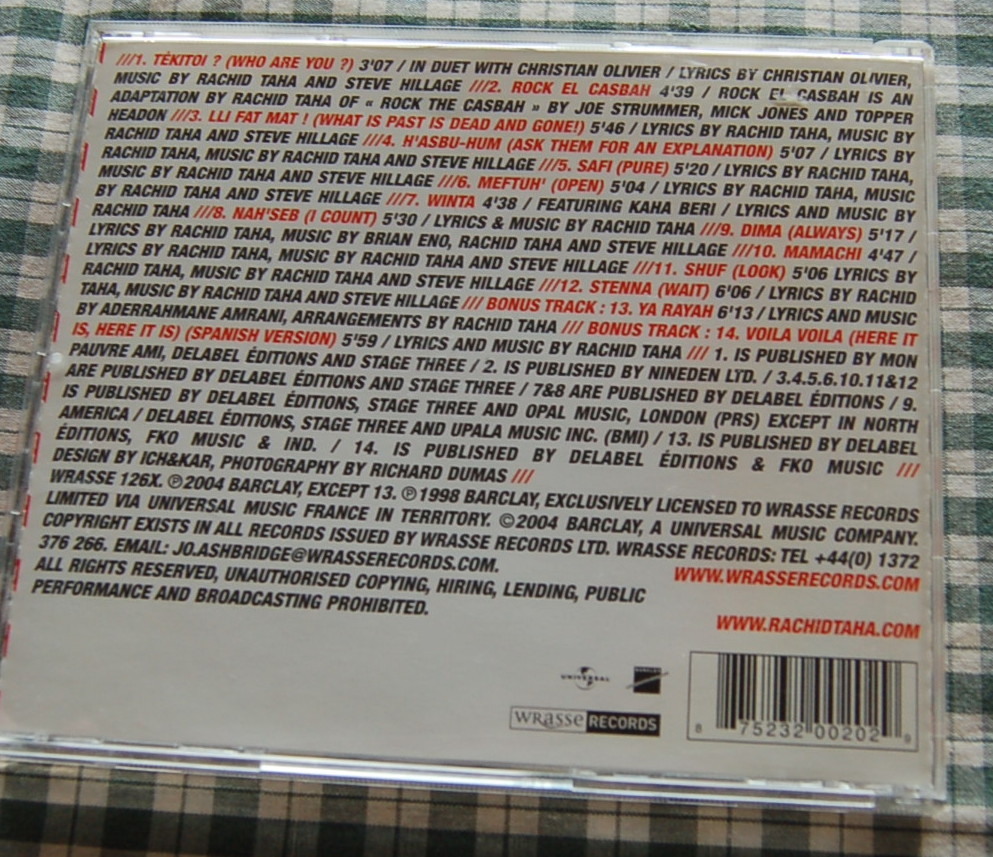 ///1. TÉKITOI ? (WHO ARE YOU ?) 3'07 / IN DUET WITH CHRISTIAN OLIVIER / LYRICS BY CHRISTIAN OLIVIER,
MUSIC BY RACHID TAHA AND STEVE HILLAGE ///2. ROCK EL CASBAH 4'39 / ROCK EL CASBAH IS AN
ADAPTATION BY RACHID TAHA OF « ROCK THE CASBAH » BY JOE STRUMMER, MICK JONES AND TOPPER
HEADON ///3. LLI FAT MAT ! (WHAT IS PAST IS DEAD AND GONE!) 5'46 / LYRICS BY RACHID TAHA, MUSIC BY
RACHID TAHA AND STEVE HILLAGE ///4. H'ASBU-HUM (ASK THEM FOR AN EXPLANATION) 5'07 / LYRICS BY
RACHID TAHA, MUSIC BY RACHID TAHA AND STEVE HILLAGE ///5. SAFI (PURE) 5'20 / LYRICS BY RACHID TAHA,
MUSIC BY RACHID TAHA AND STEVE HILLAGE ///6. MEFTUH' (OPEN) 5'04 / LYRICS BY RACHID TAHA, MUSIC
BY RACHID TAHA AND STEVE HILLAGE ///7. WINTA 4'38 / FEATURING KAHA BERI / LYRICS AND MUSIC BY
RACHID TAHA ///8. NAH'SEB (I COUNT) 5'30 / LYRICS & MUSIC BY RACHID TAHA ///9. DIMA (ALWAYS) 5'17 /
LYRICS BY RACHID TAHA, MUSIC BY BRIAN ENO, RACHID TAHA AND STEVE HILLAGE ///10. MAMACHI 4'47 /
LYRICS BY RACHID TAHA, MUSIC BY RACHID TAHA AND STEVE HILLAGE ///11. SHUF (LOOK) 5'06 LYRICS BY
RACHID TAHA, MUSIC BY RACHID TAHA AND STEVE HILLAGE ///12. STENNA (WAIT) 6'06 / LYRICS BY RACHID
TAHA, MUSIC BY RACHID TAHA AND STEVE HILLAGE /// BONUS TRACK : 13. YA RAYAH 6'13 / LYRICS AND MUSIC
BY ADERRAHMANE AMRANI, ARRANGEMENTS BY RACHID TAHA /// BONUS TRACK : 14. VOILA VOILA (HERE IT
IS, HERE IT IS) (SPANISH VERSION) 5'59 / LYRICS AND MUSIC BY RACHID TAHA /// 1. IS PUBLISHED BY MON
PAUVRE AMI, DELABEL ÉDITIONS AND STAGE THREE / 2. IS PUBLISHED BY NINEDEN LTD. / 3.4.5.6.10.11&12
ARE PUBLISHED BY DELABEL ÉDITIONS AND STAGE THREE / 7&8 ARE PUBLISHED BY DELABEL ÉDITIONS / 9.
IS PUBLISHED BY DELABEL ÉDITIONS, STAGE THREE AND OPAL MUSIC, LONDON (PRS) EXCEPT IN NORTH
AMERICA / DELABEL ÉDITIONS, STAGE THREE AND UPALA MUSIC INC. (BMI) / 13. IS PUBLISHED BY DELABEL
ÉDITIONS, FKO MUSIC & IND. / 14. IS PUBLISHED BY DELABEL ÉDITIONS & FKO MUSIC ///
DESIGN BY ICH&KAR, PHOTOGRAPHY BY RICHARD DUMAS ///
WRASSE 126X. ℗2004 BARCLAY, EXCEPT 13. ℗1998 BARCLAY, EXCLUSIVELY LICENSED TO WRASSE RECORDS
LIMITED VIA UNIVERSAL MUSIC FRANCE IN TERRITORY. ©2004 BARCLAY, A UNIVERSAL MUSIC COMPANY.
COPYRIGHT EXISTS IN ALL RECORDS ISSUED BY WRASSE RECORDS LTD. WRASSE RECORDS: TEL +44(0) 1372
376 266. EMAIL: JO.ASHBRIDGE@WRASSERECORDS.COM.
WWW.WRASSERECORDS.COM
ALL RIGHTS RESERVED, UNAUTHORISED COPYING, HIRING, LENDING, PUBLIC
PERFORMANCE AND BROADCASTING PROHIBITED.
WWW.RACHIDTAHA.COM
UNIVERSAL BARCLAY
wrasse RECORDS
8 75232 00202 9